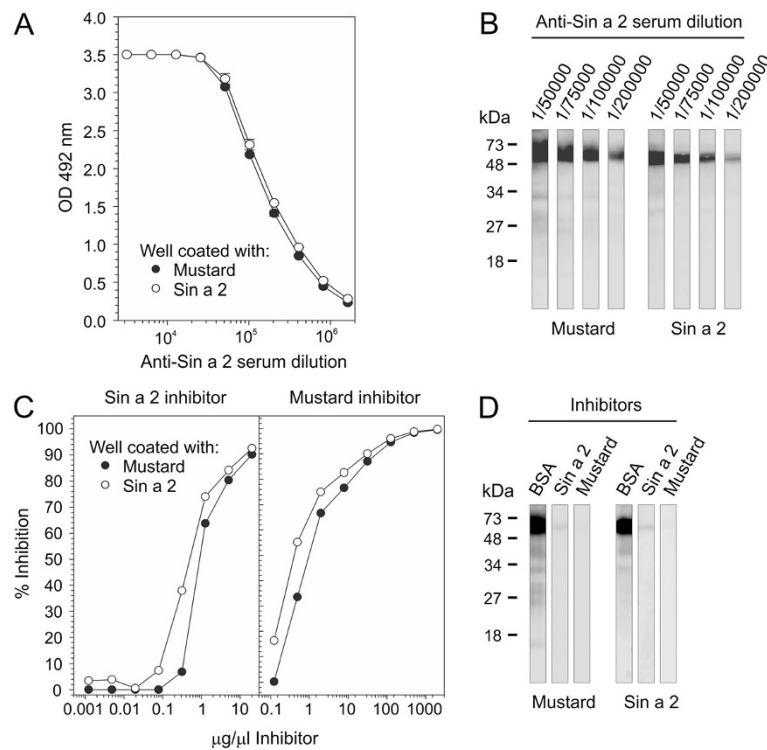 A
OD 492 nm
4.0
3.5
3.0
2.5
2.0
1.5
1.0
0.5
0.0
Well coated with:
Mustard
Sin a 2
10⁴ 10⁵ 10⁶
Anti-Sin a 2 serum dilution
B
Anti-Sin a 2 serum dilution
1/50000 1/75000 1/100000 1/200000 1/50000 1/75000 1/100000 1/200000
kDa
73
48
34
27
18
Mustard Sin a 2
C
Sin a 2 inhibitor Mustard inhibitor
% Inhibition
100
90
80
70
60
50
40
30
20
10
0
Well coated with:
Mustard
Sin a 2
0.001 0.01 0.1 1 10 0.1 1 10 100 1000
μg/μl Inhibitor
D
Inhibitors
BSA Sin a 2 Mustard BSA Sin a 2 Mustard
kDa
73
48
34
27
18
Mustard Sin a 2